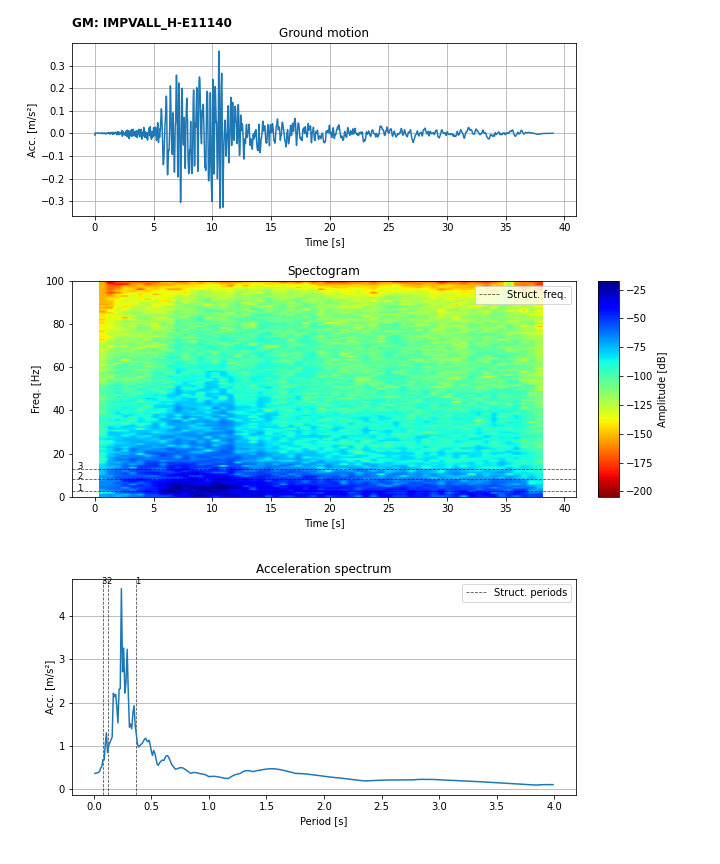 GM: IMPVALL_H-E11140
Ground motion
Acc. [m/s²]
0.3
0.2
0.1
0.0
−0.1
−0.2
−0.3
0 5 10 15 20 25 30 35 40
Time [s]
Spectogram
Freq. [Hz]
100
80
60
40
20
0
Struct. freq.
3
2
1
0 5 10 15 20 25 30 35 40
Time [s]
−25
−50
−75
−100
−125
−150
−175
−200
Amplitude [dB]
Acceleration spectrum
Acc. [m/s²]
4
3
2
1
0
32 1
Struct. periods
0.0 0.5 1.0 1.5 2.0 2.5 3.0 3.5 4.0
Period [s]